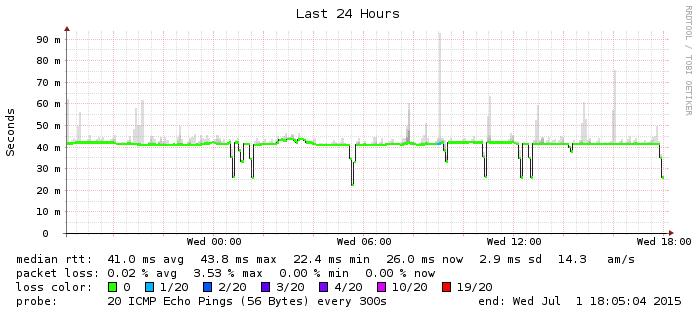 Last 24 Hours
RRDTOOL / TOBI OETIKER
Seconds
90 m
80 m
70 m
60 m
50 m
40 m
30 m
20 m
10 m
0
Wed 00:00 Wed 06:00 Wed 12:00 Wed 18:00
median rtt: 41.0 ms avg 43.8 ms max 22.4 ms min 26.0 ms now 2.9 ms sd 14.3 am/s
packet loss: 0.02 % avg 3.53 % max 0.00 % min 0.00 % now
loss color: 0 1/20 2/20 3/20 4/20 10/20 19/20
probe: 20 ICMP Echo Pings (56 Bytes) every 300s end: Wed Jul 1 18:05:04 2015